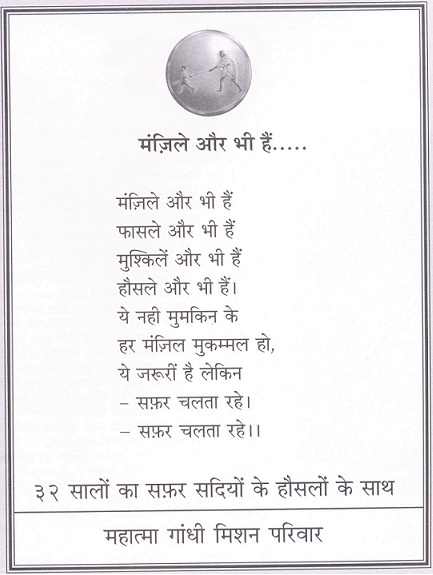 मंज़िले और भी हैं.....
मंज़िले और भी हैं
फासले और भी हैं
मुश्किलें और भी हैं
हौसले और भी हैं।
ये नही मुमकिन के
हर मंज़िल मुकम्मल हो,
ये जरूरीं है लेकिन
– सफ़र चलता रहे।
– सफ़र चलता रहे।।
३२ सालों का सफ़र सदियों के हौसलों के साथ
महात्मा गांधी मिशन परिवार